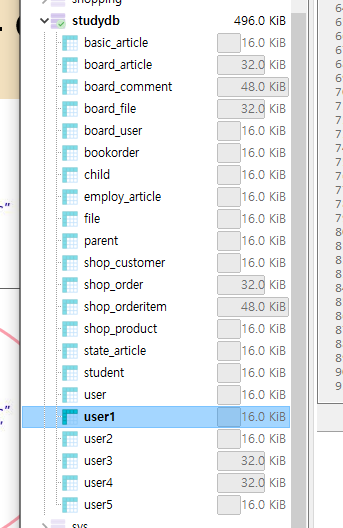 studydb 496.0 KiB
basic_article 16.0 KiB
board_article 32.0 KiB
board_comment 48.0 KiB
board_file 32.0 KiB
board_user 16.0 KiB
bookorder 16.0 KiB
child 16.0 KiB
employ_article 16.0 KiB
file 16.0 KiB
parent 16.0 KiB
shop_customer 16.0 KiB
shop_order 32.0 KiB
shop_orderitem 48.0 KiB
shop_product 16.0 KiB
state_article 16.0 KiB
student 16.0 KiB
user 16.0 KiB
user1 16.0 KiB
user2 16.0 KiB
user3 32.0 KiB
user4 32.0 KiB
user5 16.0 KiB